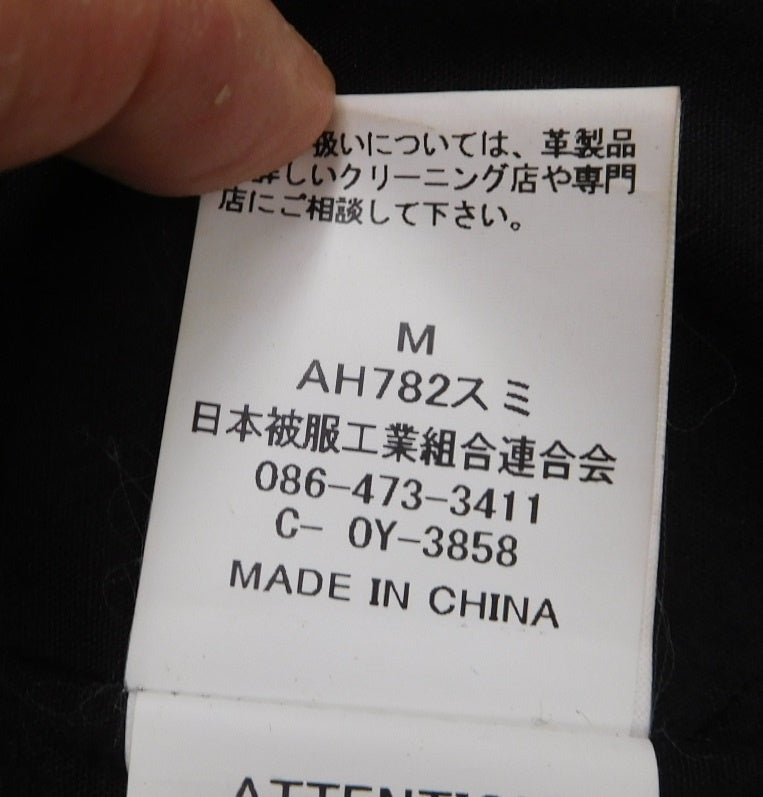 扱いについては、革製品
詳しいクリーニング店や専門
店にご相談して下さい。
M
AH782スミ
日本被服工業組合連合会
086-473-3411
C- 0Y-3858
MADE IN CHINA